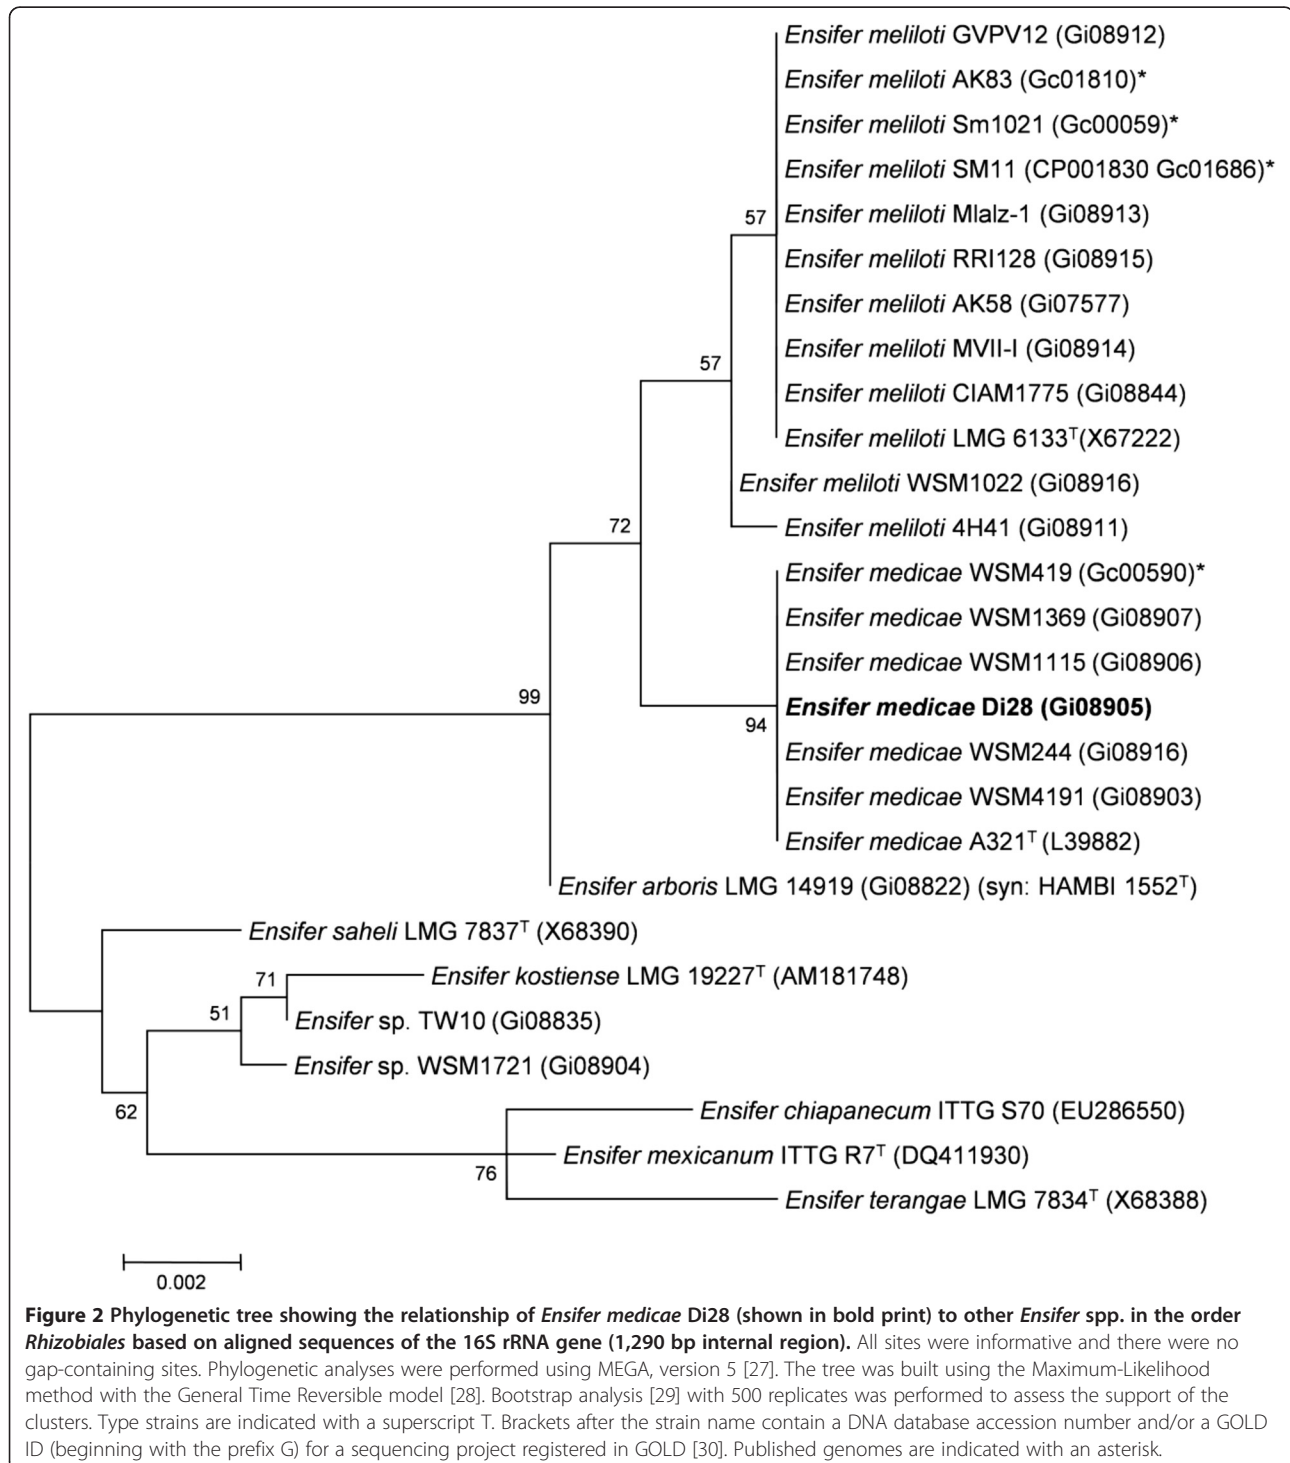 Ensifer meliloti GVPV12 (Gi08912)
Ensifer meliloti AK83 (Gc01810)*
Ensifer meliloti Sm1021 (Gc00059)*
Ensifer meliloti SM11 (CP001830 Gc01686)*
57
Ensifer meliloti Mlalz-1 (Gi08913)
Ensifer meliloti RRI128 (Gi08915)
Ensifer meliloti AK58 (Gi07577)
Ensifer meliloti MVII-I (Gi08914)
57
Ensifer meliloti CIAM1775 (Gi08844)
Ensifer meliloti LMG 6133ᵀ(X67222)
Ensifer meliloti WSM1022 (Gi08916)
72
Ensifer meliloti 4H41 (Gi08911)
Ensifer medicae WSM419 (Gc00590)*
Ensifer medicae WSM1369 (Gi08907)
Ensifer medicae WSM1115 (Gi08906)
99
Ensifer medicae Di28 (Gi08905)
94
Ensifer medicae WSM244 (Gi08916)
Ensifer medicae WSM4191 (Gi08903)
Ensifer medicae A321ᵀ (L39882)
Ensifer arboris LMG 14919 (Gi08822) (syn: HAMBI 1552ᵀ)
Ensifer saheli LMG 7837ᵀ (X68390)
71
Ensifer kostiense LMG 19227ᵀ (AM181748)
51
Ensifer sp. TW10 (Gi08835)
Ensifer sp. WSM1721 (Gi08904)
62
Ensifer chiapanecum ITTG S70 (EU286550)
Ensifer mexicanum ITTG R7ᵀ (DQ411930)
76
Ensifer terangae LMG 7834ᵀ (X68388)
0.002
Figure 2 Phylogenetic tree showing the relationship of Ensifer medicae Di28 (shown in bold print) to other Ensifer spp. in the order
Rhizobiales based on aligned sequences of the 16S rRNA gene (1,290 bp internal region). All sites were informative and there were no
gap-containing sites. Phylogenetic analyses were performed using MEGA, version 5 [27]. The tree was built using the Maximum-Likelihood
method with the General Time Reversible model [28]. Bootstrap analysis [29] with 500 replicates was performed to assess the support of the
clusters. Type strains are indicated with a superscript T. Brackets after the strain name contain a DNA database accession number and/or a GOLD
ID (beginning with the prefix G) for a sequencing project registered in GOLD [30]. Published genomes are indicated with an asterisk.